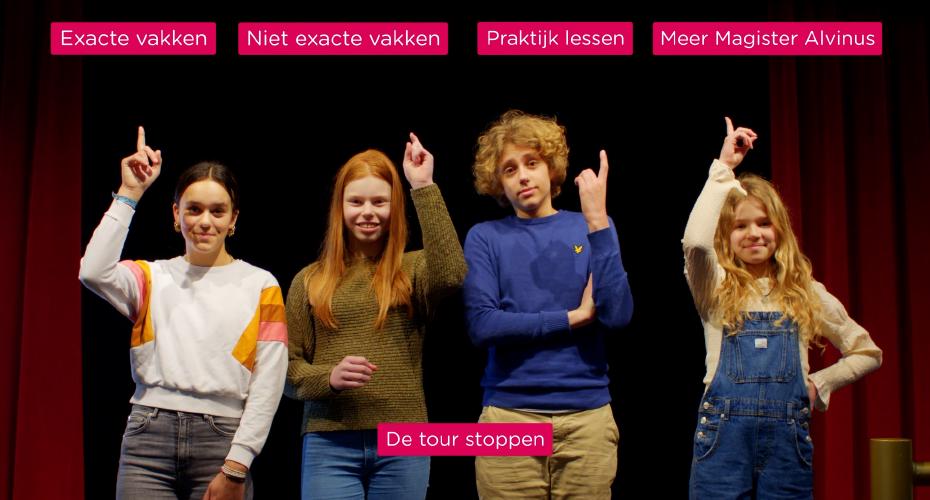 Exacte vakken
Niet exacte vakken
Praktijk lessen
Meer Magister Alvinus
De tour stoppen